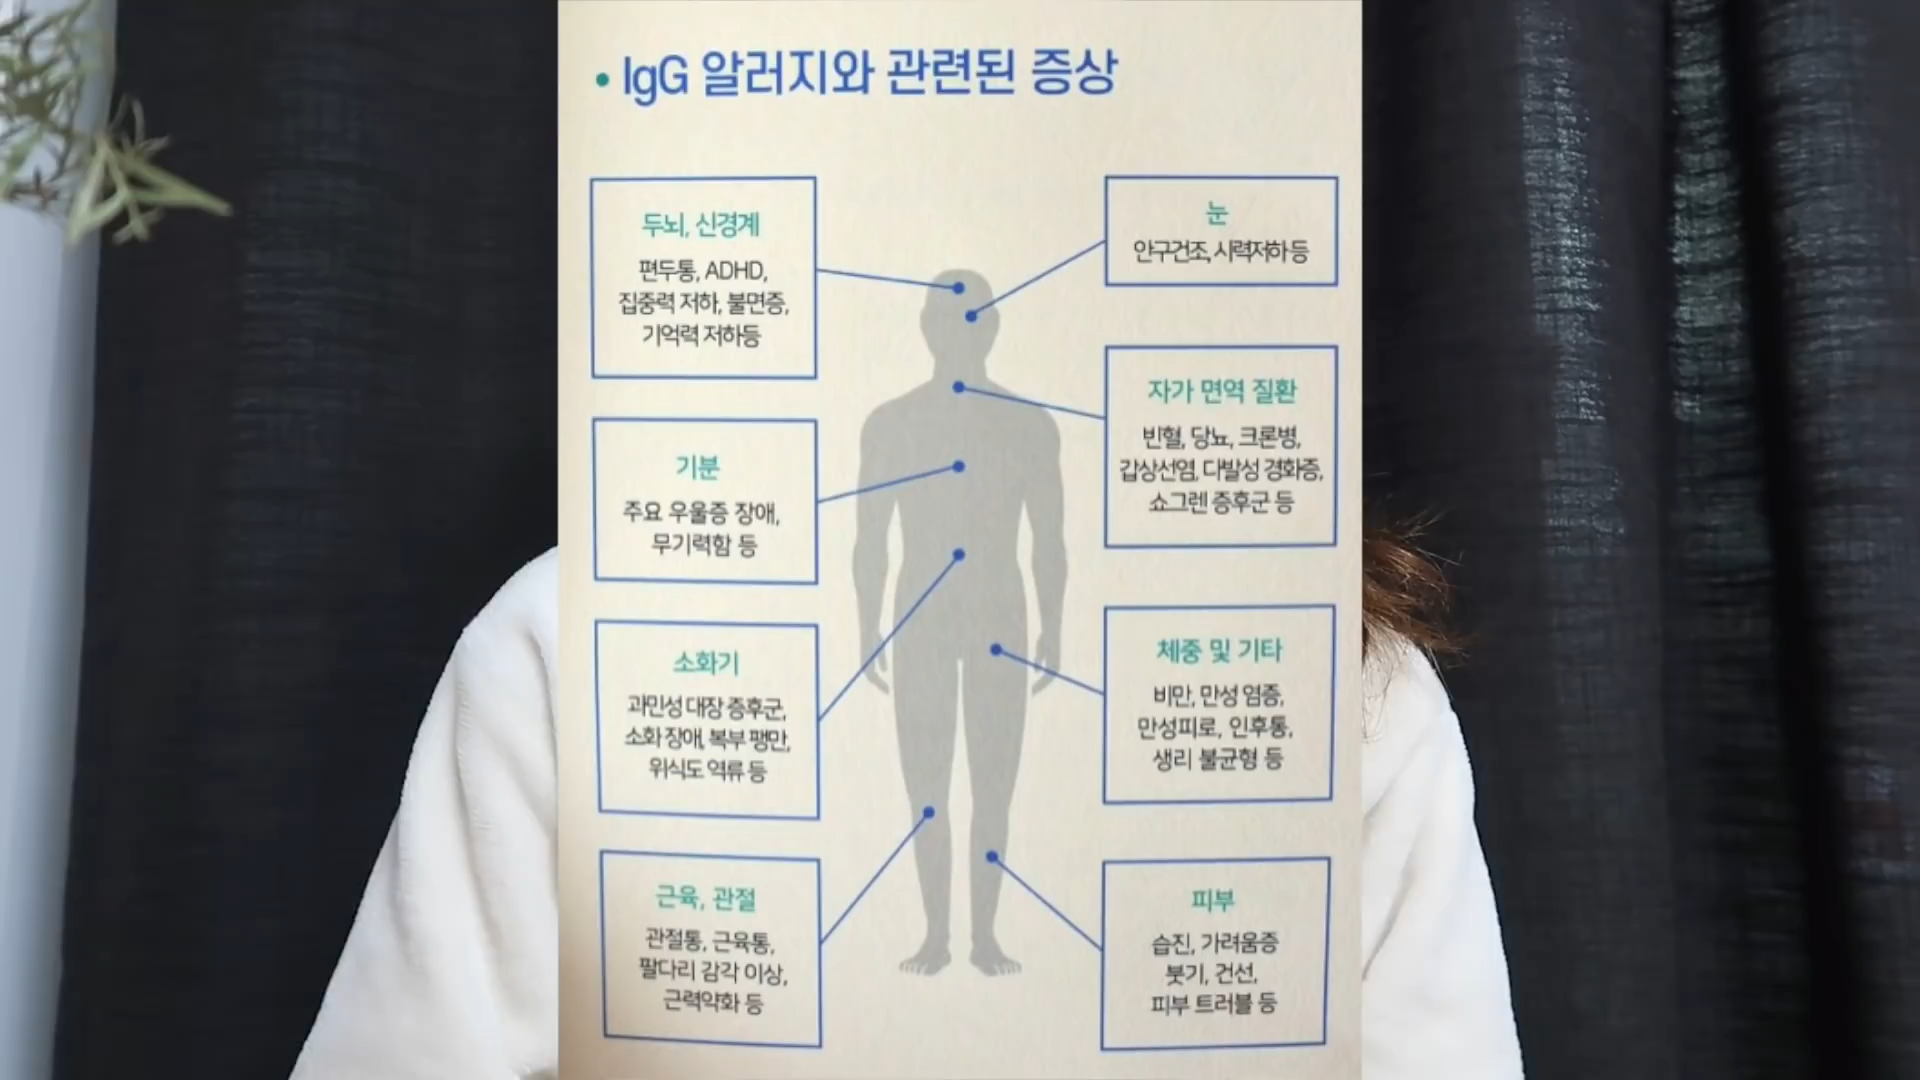 • IgG 알러지와 관련된 증상
두뇌, 신경계
편두통, ADHD,
집중력 저하, 불면증,
기억력 저하등
기분
주요 우울증 장애,
무기력함 등
소화기
과민성 대장 증후군,
소화 장애, 복부 팽만,
위식도 역류 등
근육, 관절
관절통, 근육통,
팔다리 감각 이상,
근력약화 등
눈
안구건조, 시력저하 등
자가 면역 질환
빈혈, 당뇨, 크론병,
갑상선염, 다발성 경화증,
쇼그렌 증후군 등
체중 및 기타
비만, 만성 염증,
만성피로, 인후통,
생리 불균형 등
피부
습진, 가려움증
붓기, 건선,
피부 트러블 등